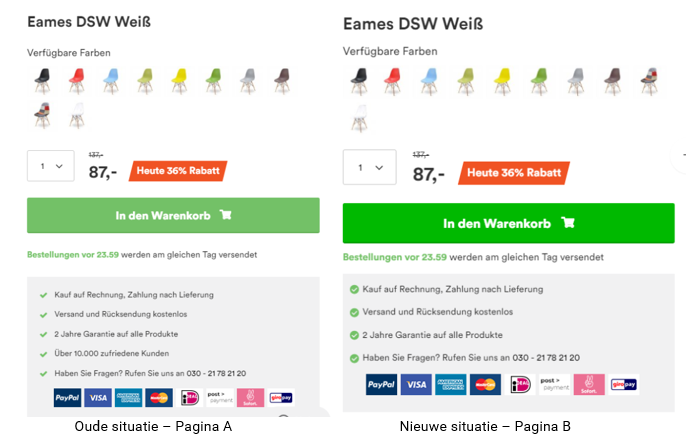 Eames DSW Weiß
Verfügbare Farben
1
137,-
87,-
Heute 36% Rabatt
In den Warenkorb
Bestellungen vor 23.59 werden am gleichen Tag versendet
Kauf auf Rechnung, Zahlung nach Lieferung
Versand und Rücksendung kostenlos
2 Jahre Garantie auf alle Produkte
Über 10.000 zufriedene Kunden
Haben Sie Fragen? Rufen Sie uns an 030 - 21 78 21 20
PayPal VISA AMERICAN EXPRESS MasterCard iDEAL post > payment Sofort. giropay
Oude situatie – Pagina A
Eames DSW Weiß
Verfügbare Farben
1
137,-
87,-
Heute 36% Rabatt
In den Warenkorb
Bestellungen vor 23.59 werden am gleichen Tag versendet
Kauf auf Rechnung, Zahlung nach Lieferung
Versand und Rücksendung kostenlos
2 Jahre Garantie auf alle Produkte
Haben Sie Fragen? Rufen Sie uns an 030 - 21 78 21 20
PayPal VISA AMERICAN EXPRESS MasterCard iDEAL post > payment Sofort. giropay
Nieuwe situatie – Pagina B